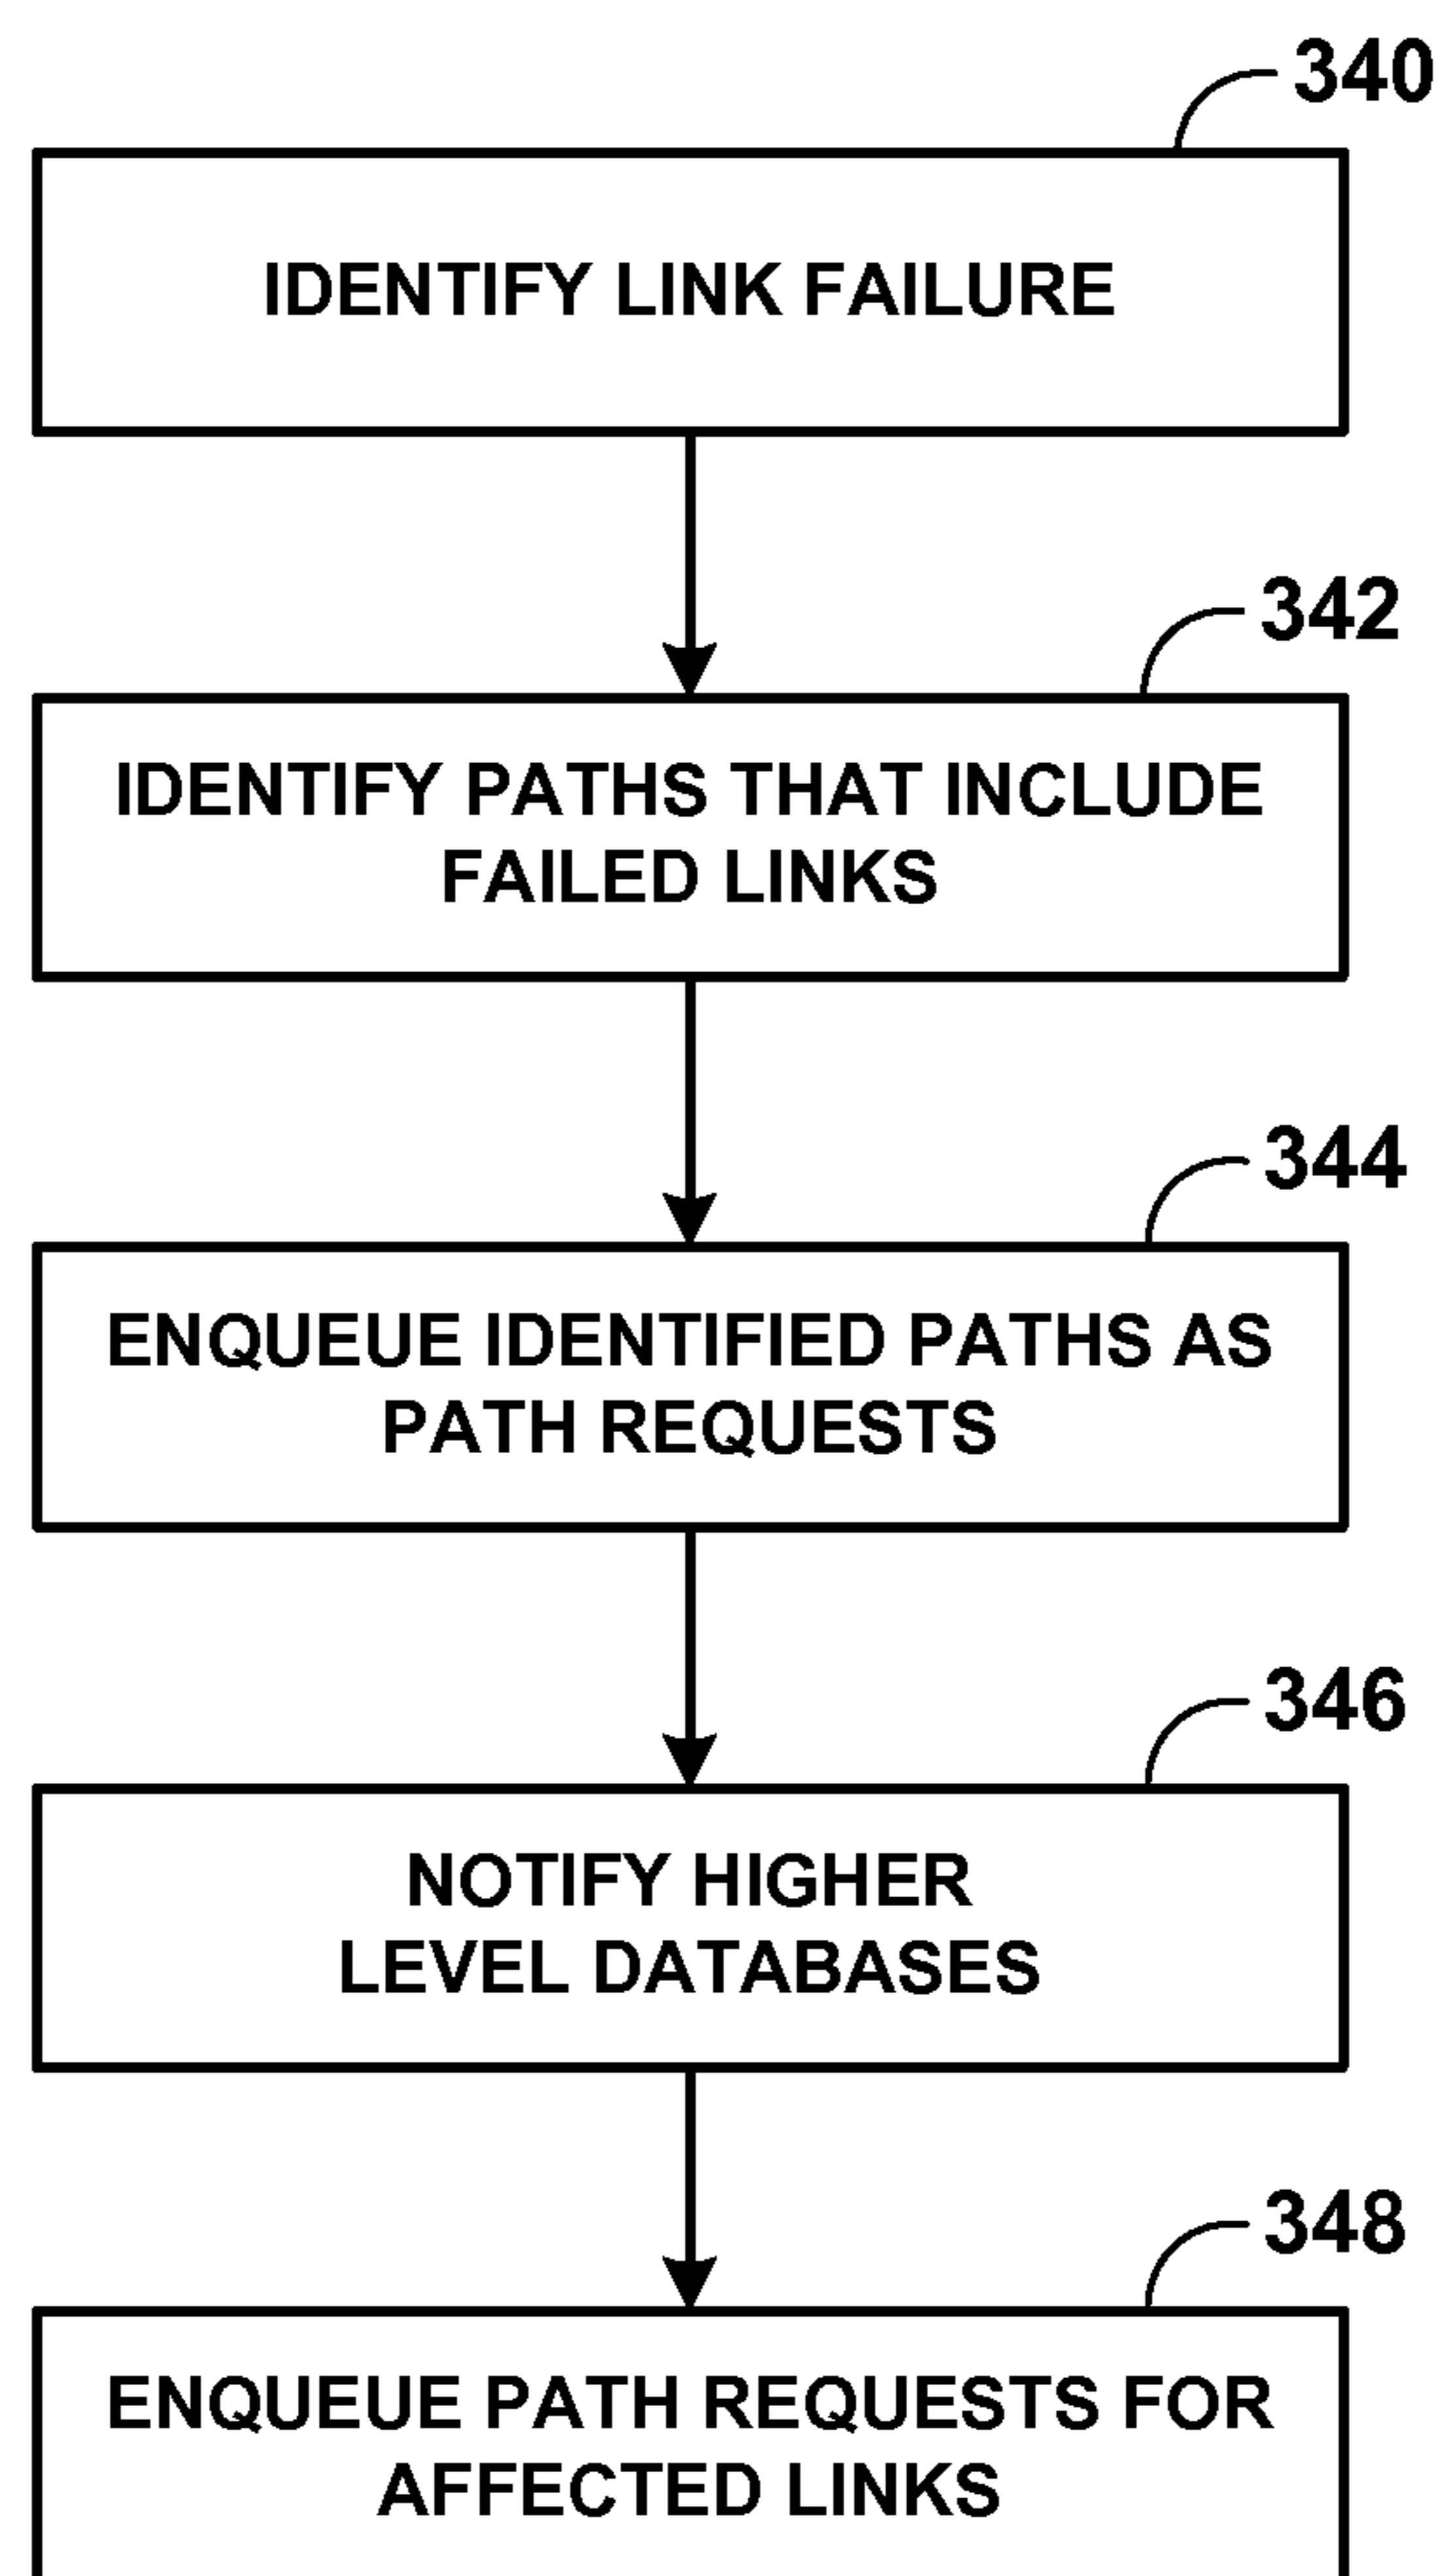 340
IDENTIFY LINK FAILURE
342
IDENTIFY PATHS THAT INCLUDE
FAILED LINKS
344
ENQUEUE IDENTIFIED PATHS AS
PATH REQUESTS
346
NOTIFY HIGHER
LEVEL DATABASES
348
ENQUEUE PATH REQUESTS FOR
AFFECTED LINKS